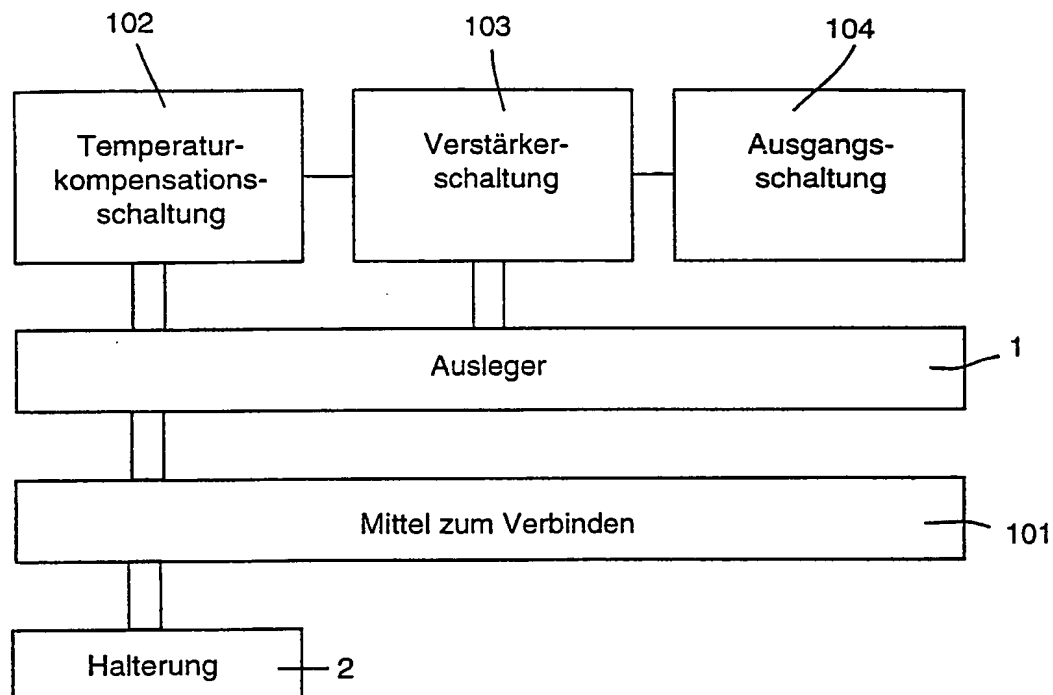 102
103
104
Temperatur-
kompensations-
schaltung
Verstärker-
schaltung
Ausgangs-
schaltung
Ausleger
1
Mittel zum Verbinden
101
Halterung
2